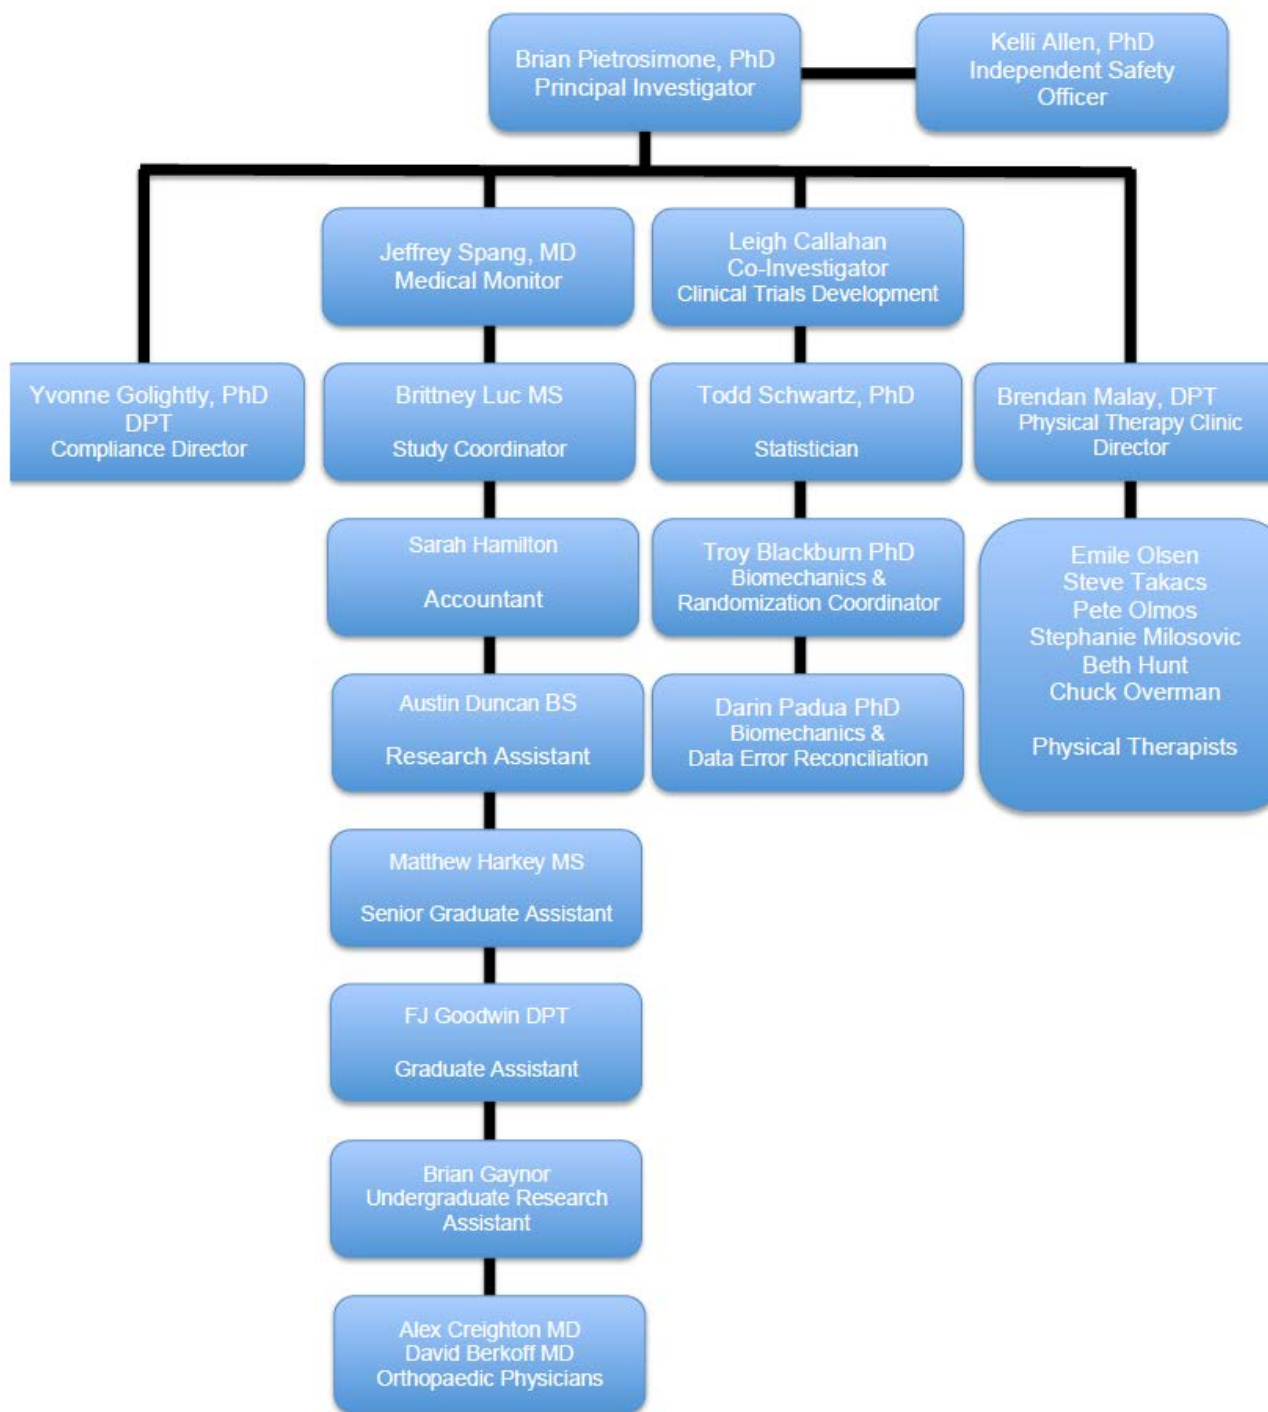 Brian Pietrosimone, PhD
Principal Investigator
Kelli Allen, PhD
Independent Safety
Officer
Jeffrey Spang, MD
Medical Monitor
Leigh Callahan
Co-Investigator
Clinical Trials Development
Yvonne Golightly, PhD
DPT
Compliance Director
Brittney Luc MS
Study Coordinator
Todd Schwartz, PhD
Statistician
Brendan Malay, DPT
Physical Therapy Clinic
Director
Sarah Hamilton
Accountant
Troy Blackburn PhD
Biomechanics &
Randomization Coordinator
Emile Olsen
Steve Takacs
Pete Olmos
Stephanie Milosovic
Beth Hunt
Chuck Overman
Physical Therapists
Austin Duncan BS
Research Assistant
Darin Padua PhD
Biomechanics &
Data Error Reconciliation
Matthew Harkey MS
Senior Graduate Assistant
FJ Goodwin DPT
Graduate Assistant
Brian Gaynor
Undergraduate Research
Assistant
Alex Creighton MD
David Berkoff MD
Orthopaedic Physicians